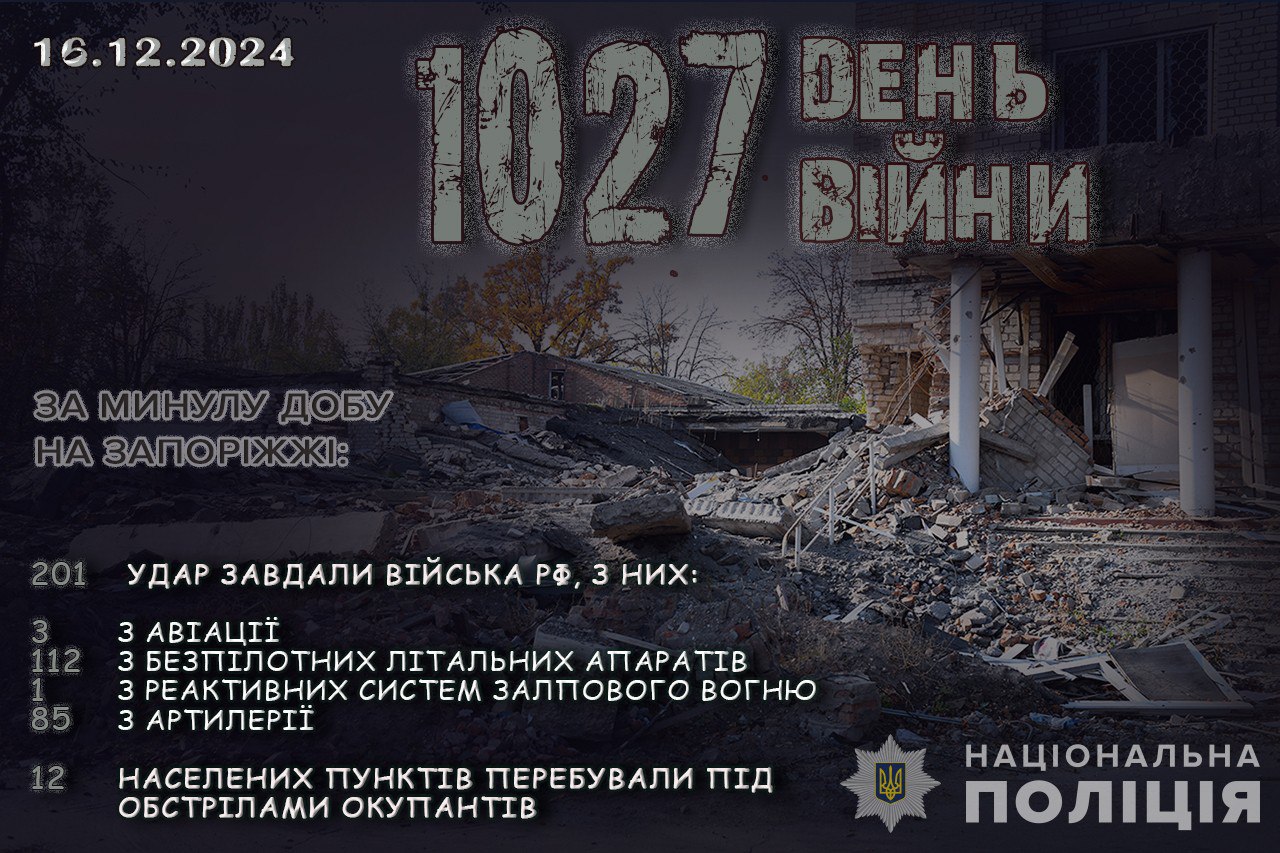 16.12.2024
1027 ДЕНЬ
ВІЙНИ
ЗА МИНУЛУ ДОБУ
НА ЗАПОРІЖЖІ:
201 УДАР ЗАВДАЛИ ВІЙСЬКА РФ, З НИХ:
3 З АВІАЦІЇ
112 З БЕЗПІЛОТНИХ ЛІТАЛЬНИХ АПАРАТІВ
1 З РЕАКТИВНИХ СИСТЕМ ЗАЛПОВОГО ВОГНЮ
85 З АРТИЛЕРІЇ
12 НАСЕЛЕНИХ ПУНКТІВ ПЕРЕБУВАЛИ ПІД
ОБСТРІЛАМИ ОКУПАНТІВ
НАЦІОНАЛЬНА
ПОЛІЦІЯ